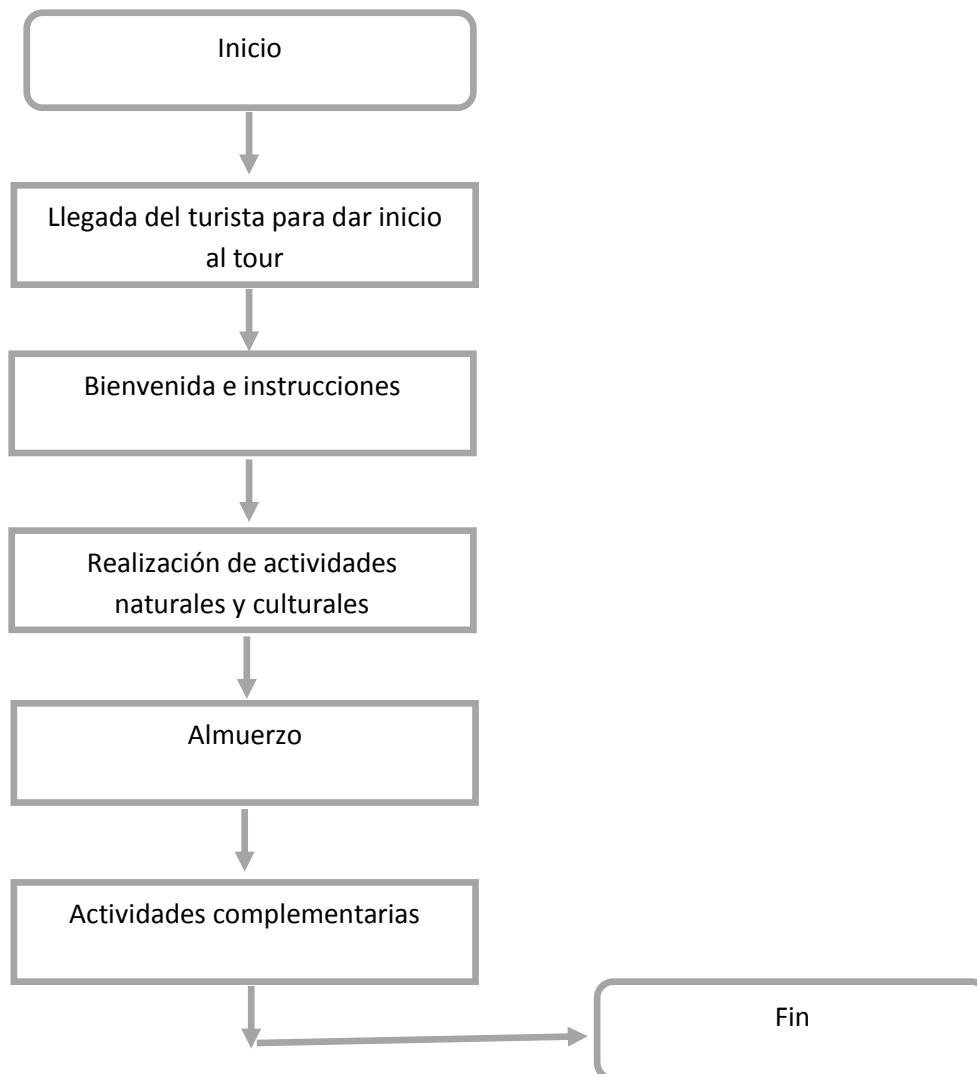 Inicio
Llegada del turista para dar inicio
al tour
Bienvenida e instrucciones
Realización de actividades
naturales y culturales
Almuerzo
Actividades complementarias
Fin